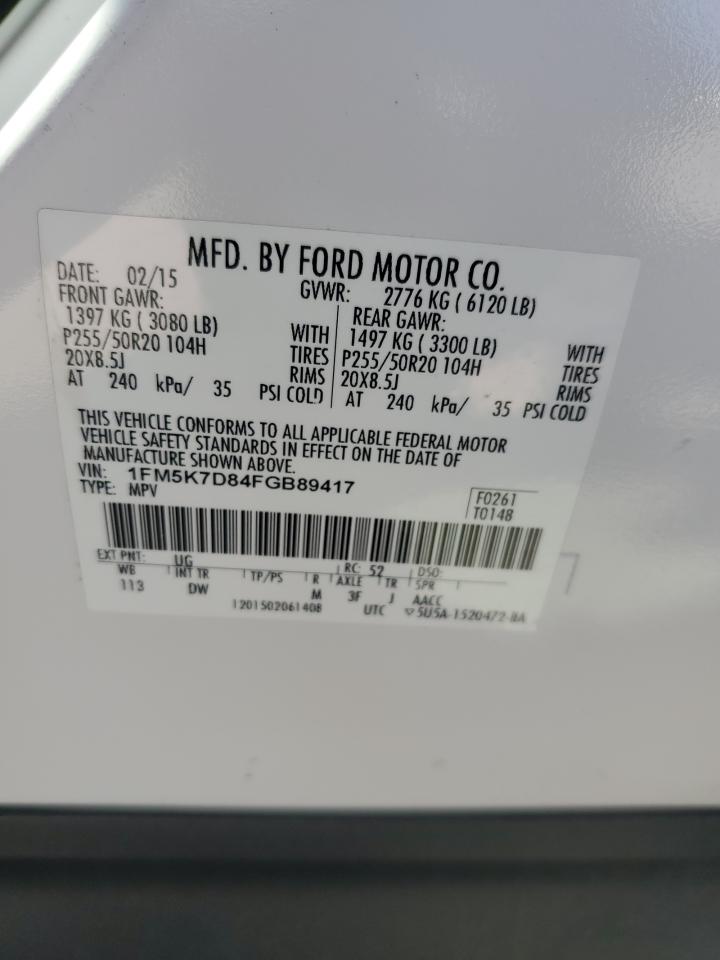 MFD. BY FORD MOTOR CO.
DATE: 02/15 GVWR: 2776 KG ( 6120 LB)
FRONT GAWR: REAR GAWR:
1397 KG ( 3080 LB) WITH 1497 KG ( 3300 LB) WITH
P255/50R20 104H TIRES P255/50R20 104H TIRES
20X8.5J RIMS 20X8.5J RIMS
AT 240 kPa/ 35 PSI COLD AT 240 kPa/ 35 PSI COLD
THIS VEHICLE CONFORMS TO ALL APPLICABLE FEDERAL MOTOR
VEHICLE SAFETY STANDARDS IN EFFECT ON THE DATE OF
MANUFACTURE SHOWN ABOVE.
VIN: 1FM5K7D84FGB89417
TYPE: MPV
F0261
T0148
EXT PNT: UG RC: 52 DSO:
WB INT TR TP/PS R AXLE TR SPR
113 DW M 3F J AACC
1201502061408 UTC 5U5A-1520472-BA